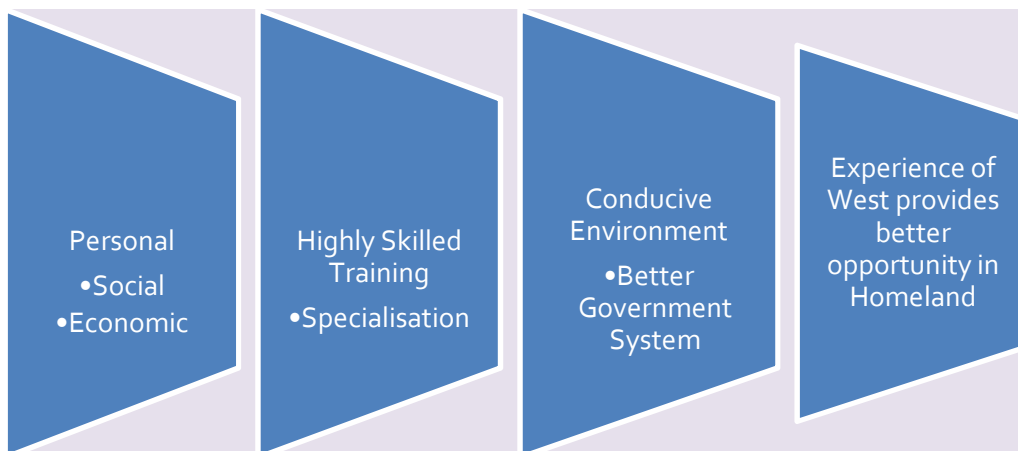 Personal
•Social
•Economic
Highly Skilled
Training
•Specialisation
Conducive
Environment
•Better
Government
System
Experience of
West provides
better
opportunity in
Homeland